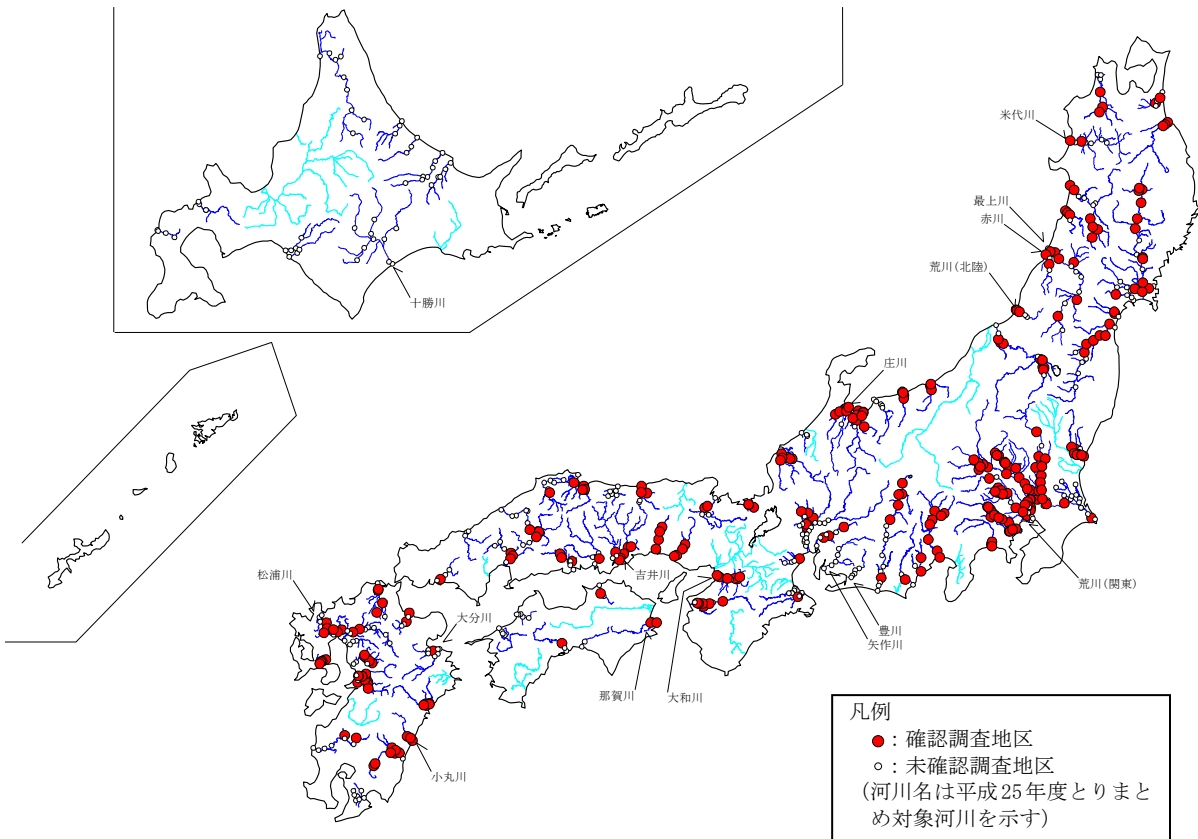 米代川
最上川
赤川
荒川(北陸)
十勝川
庄川
松浦川
吉井川
大分川
荒川(関東)
豊川
矢作川
那賀川
大和川
小丸川
凡例
●：確認調査地区
○：未確認調査地区
(河川名は平成25年度とりまと
め対象河川を示す)